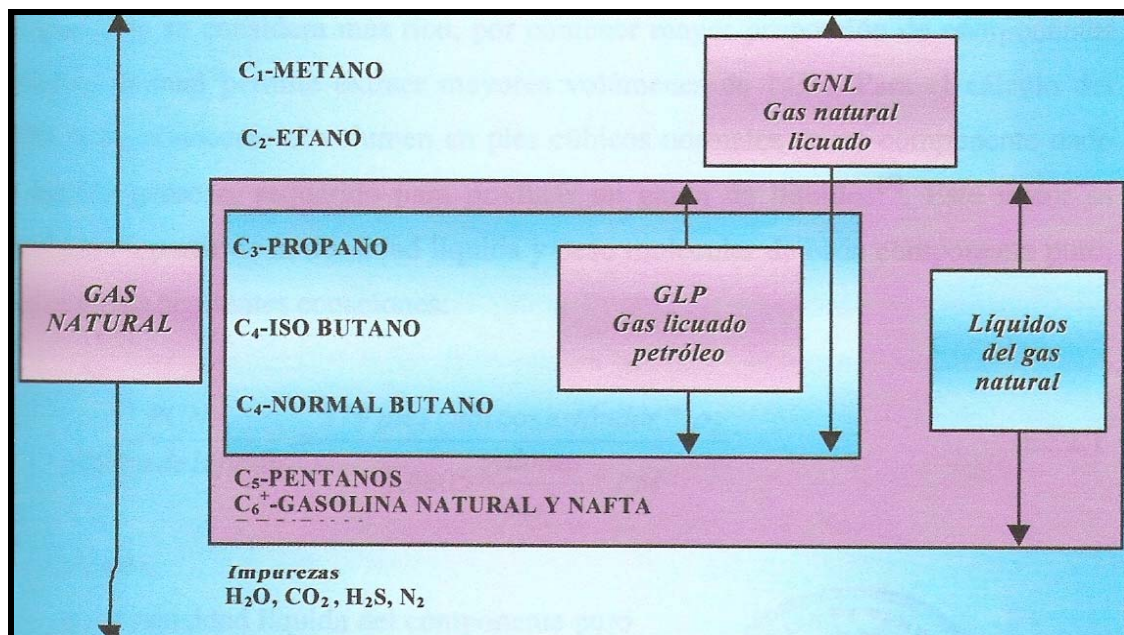 C₁-METANO
C₂-ETANO
GNL
Gas natural
licuado
GAS
NATURAL
C₃-PROPANO
C₄-ISO BUTANO
C₄-NORMAL BUTANO
GLP
Gas licuado
petróleo
Líquidos
del gas
natural
C₅-PENTANOS
C₆⁺-GASOLINA NATURAL Y NAFTA
Impurezas
H₂O, CO₂, H₂S, N₂